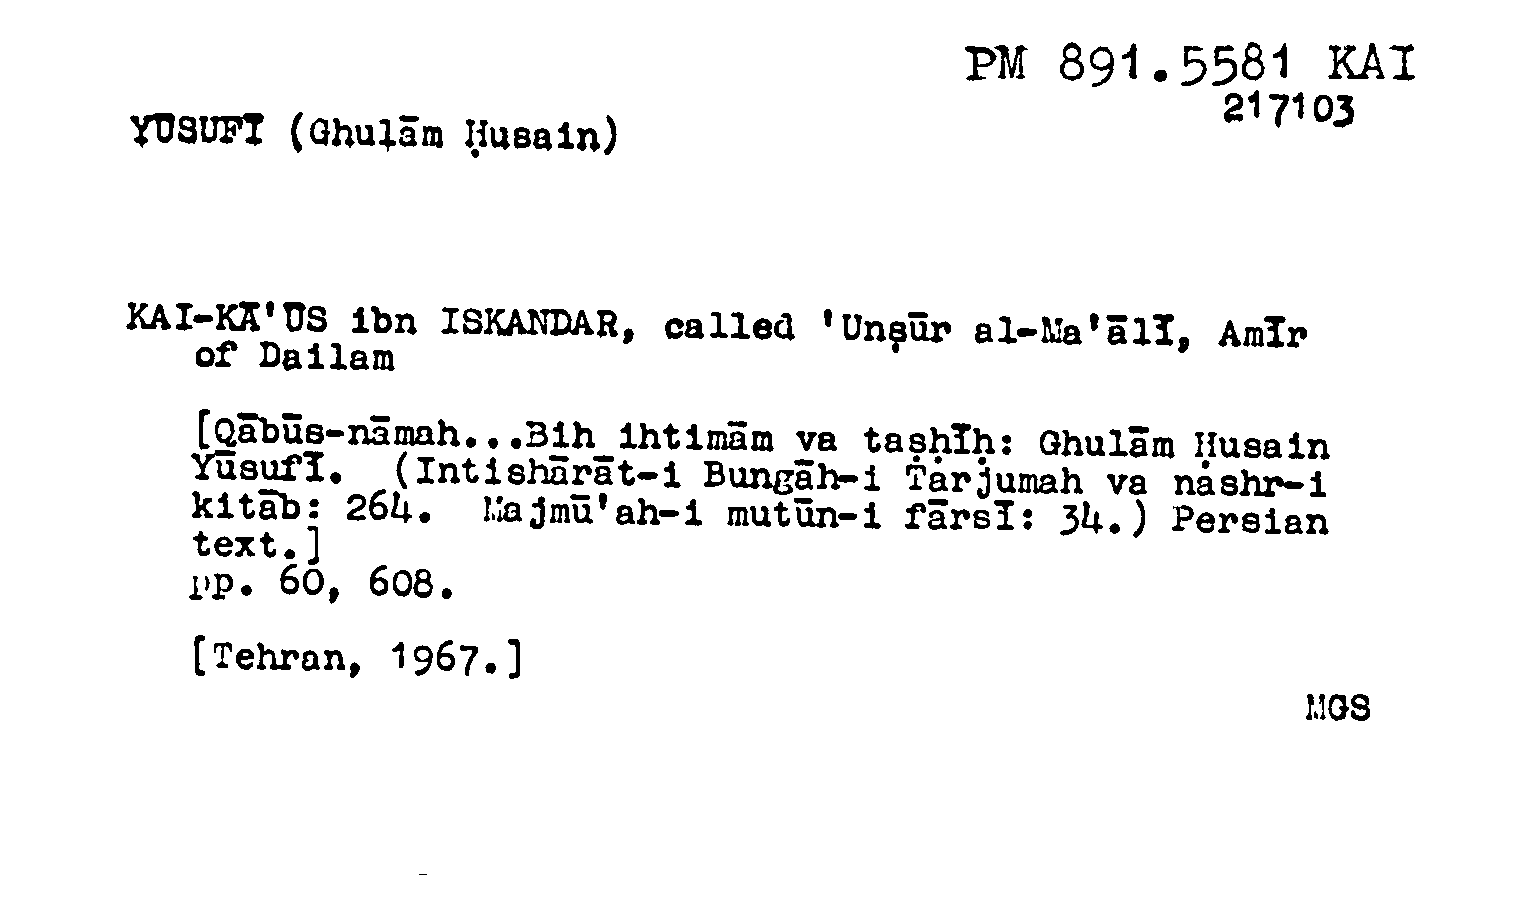 PM 891.5581 KAI
217103
YŪSUFĪ (Ghulām Ḥusain)
KAI-KĀ'ŪS ibn ISKANDAR, called 'Unṣūr al-Ma'ālī, Amīr
of Dailam
[Qābūs-nāmah...Bih ihtimām va taṣḥīḥ: Ghulām Ḥusain
Yūsufī. (Intishārāt-i Bungāh-i Tarjumah va nashr-i
kitāb: 264. Majmū'ah-i mutūn-i fārsī: 34.) Persian
text.]
pp. 60, 608.
[Tehran, 1967.]
MGS